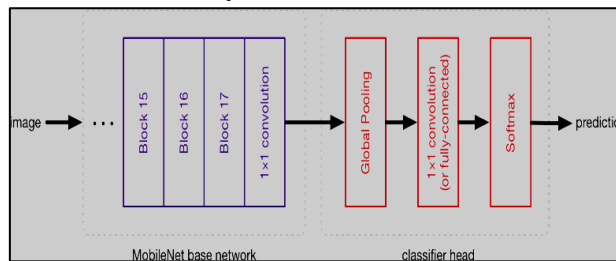 image
...
Block 15
Block 16
Block 17
1×1 convolution
Global Pooling
1×1 convolution
(or fully-connected)
Softmax
predictio
MobileNet base network
classifier head